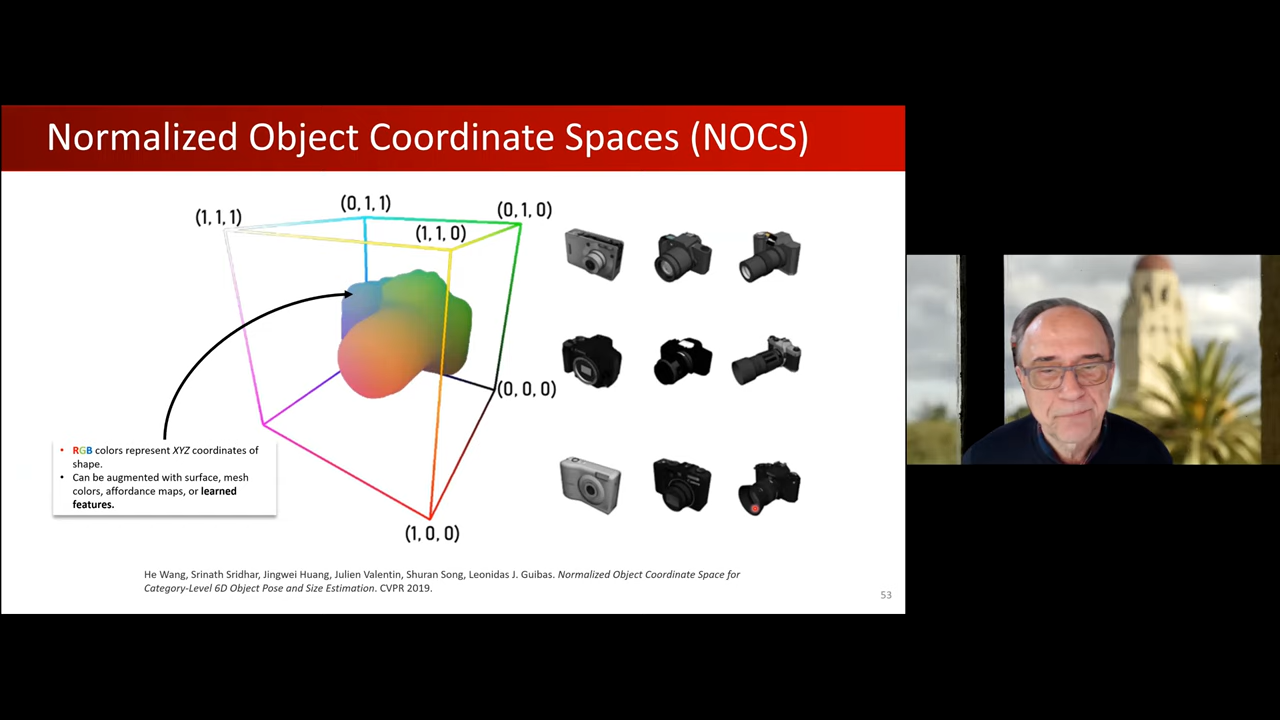 Normalized Object Coordinate Spaces (NOCS)
(1, 1, 1)
(0, 1, 1)
(0, 1, 0)
(1, 1, 0)
(0, 0, 0)
(1, 0, 0)
• RGB colors represent XYZ coordinates of
shape.
• Can be augmented with surface, mesh
colors, affordance maps, or learned
features.
He Wang, Srinath Sridhar, Jingwei Huang, Julien Valentin, Shuran Song, Leonidas J. Guibas. Normalized Object Coordinate Space for
Category-Level 6D Object Pose and Size Estimation. CVPR 2019.
53